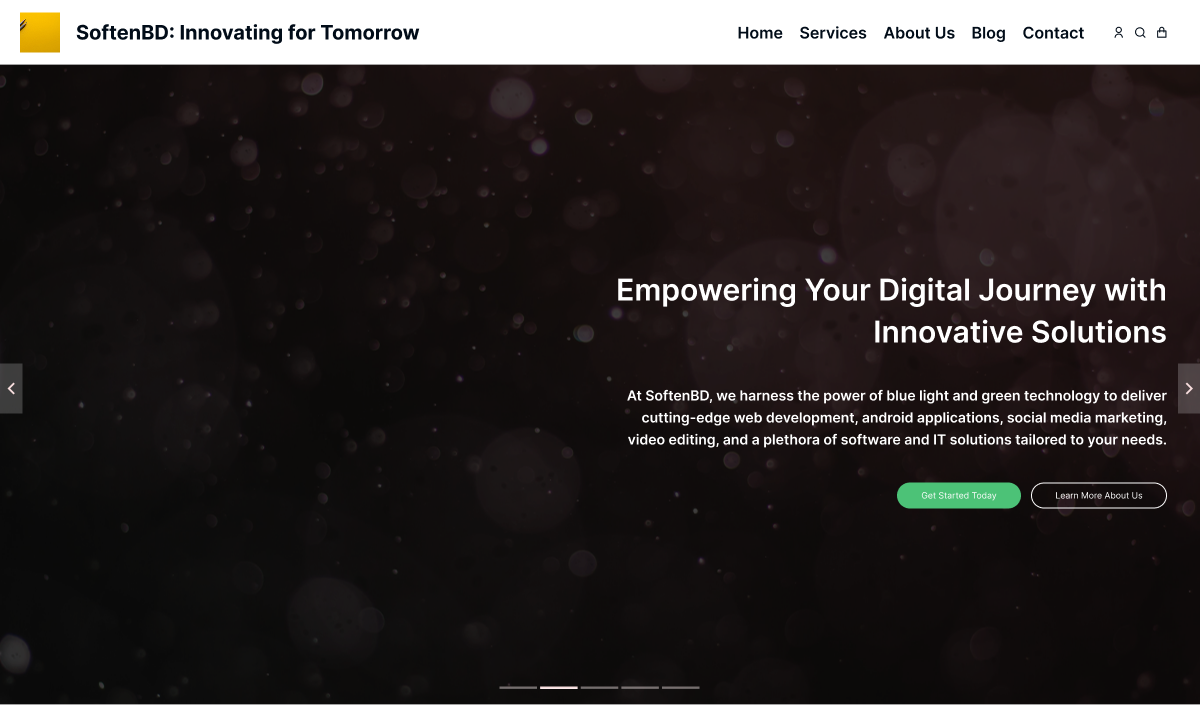 SoftenBD: Innovating for Tomorrow
Home Services About Us Blog Contact
Empowering Your Digital Journey with
Innovative Solutions
At SoftenBD, we harness the power of blue light and green technology to deliver
cutting-edge web development, android applications, social media marketing,
video editing, and a plethora of software and IT solutions tailored to your needs.
Get Started Today Learn More About Us